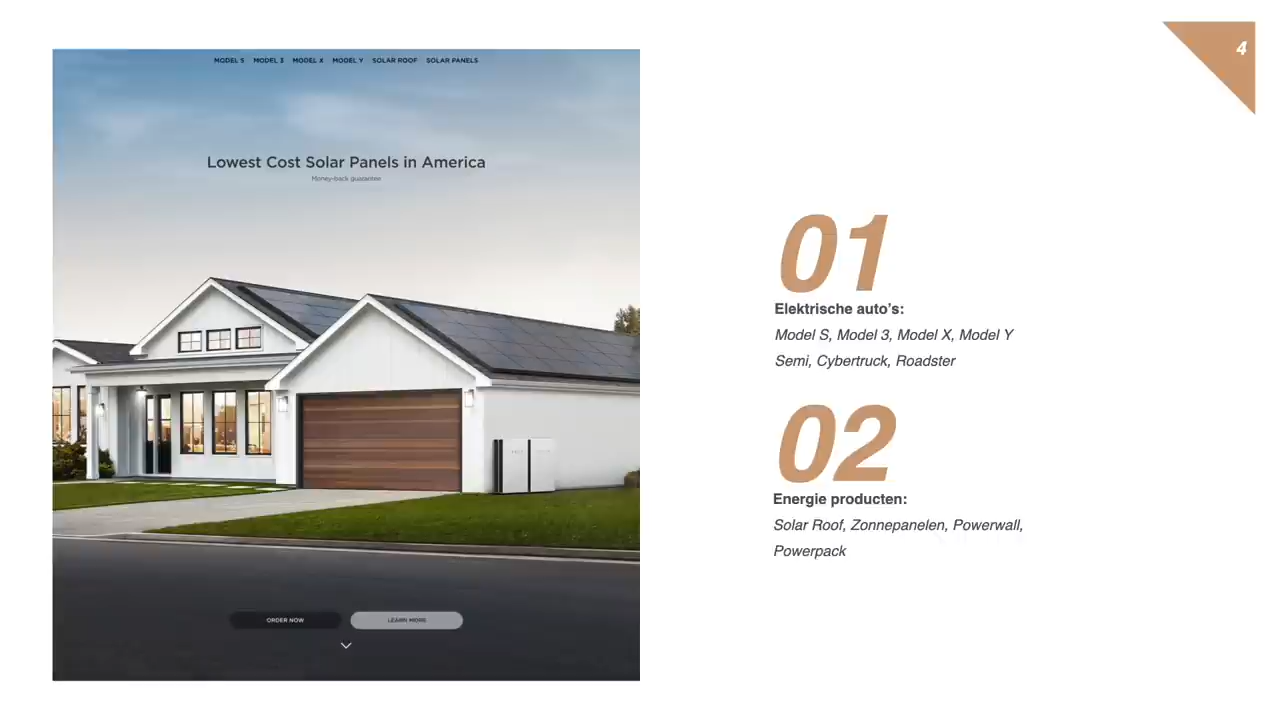 MODEL S MODEL 3 MODEL X MODEL Y SOLAR ROOF SOLAR PANELS
Lowest Cost Solar Panels in America
Money-back guarantee
ORDER NOW LEARN MORE
4
01
Elektrische auto's:
Model S, Model 3, Model X, Model Y
Semi, Cybertruck, Roadster
02
Energie producten:
Solar Roof, Zonnepanelen, Powerwall,
Powerpack